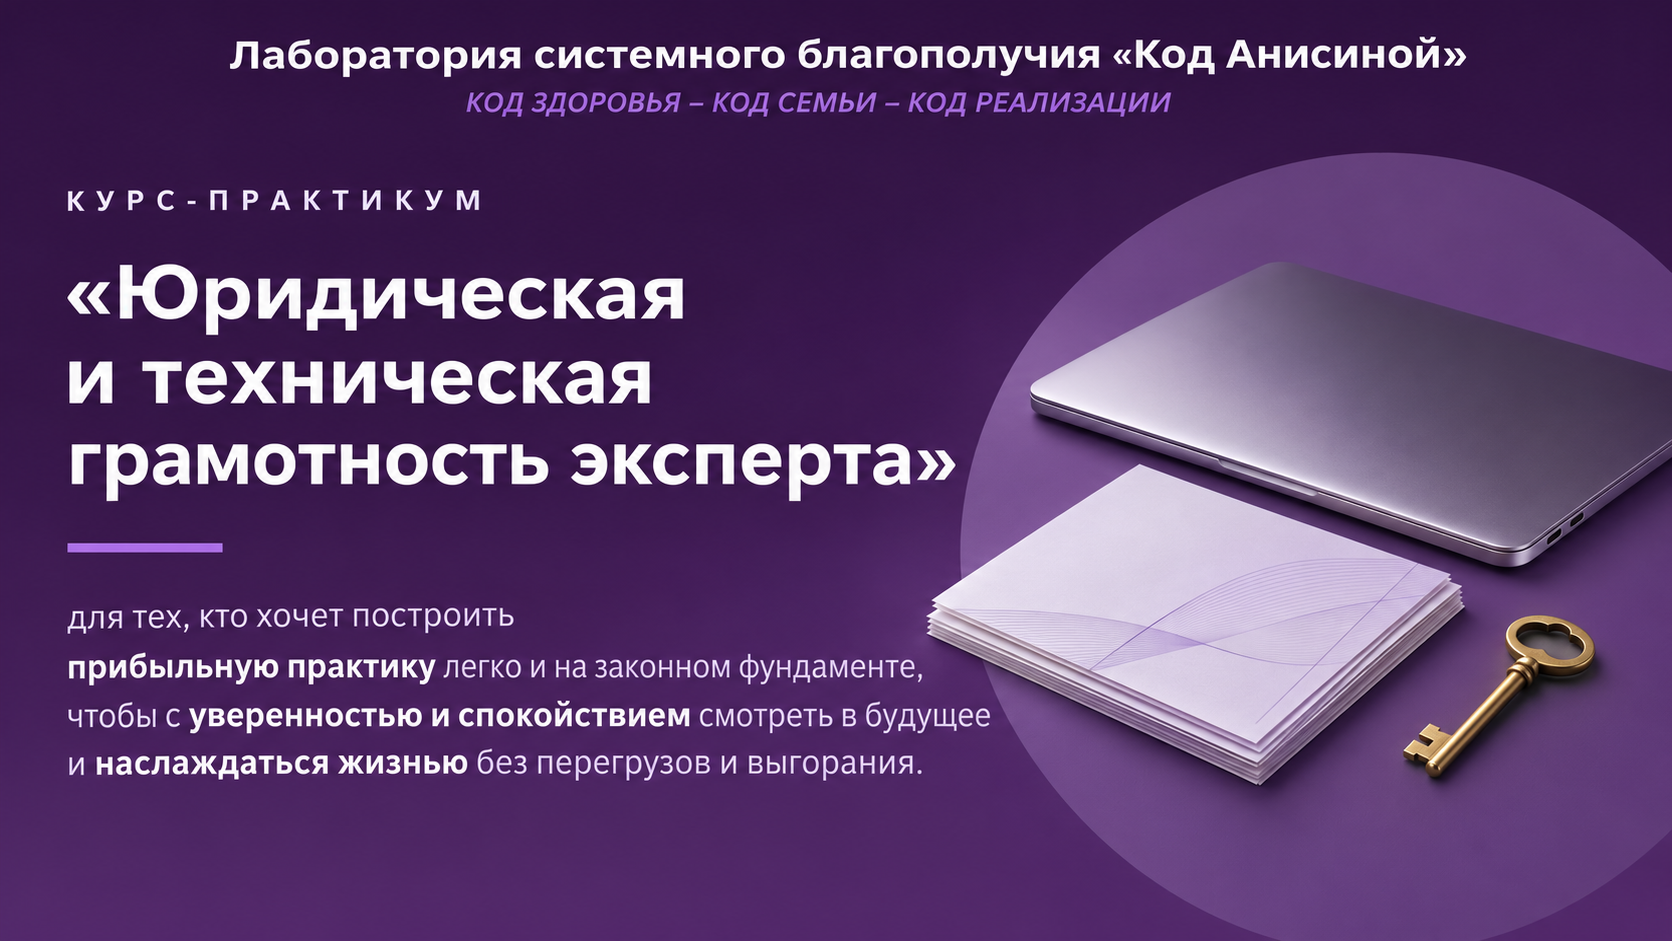 Лаборатория системного благополучия «Код Анисиной»
КОД ЗДОРОВЬЯ – КОД СЕМЬИ – КОД РЕАЛИЗАЦИИ
КУРС-ПРАКТИКУМ
«Юридическая
и техническая
грамотность эксперта»
для тех, кто хочет построить
прибыльную практику легко и на законном фундаменте,
чтобы с уверенностью и спокойствием смотреть в будущее
и наслаждаться жизнью без перегрузов и выгорания.